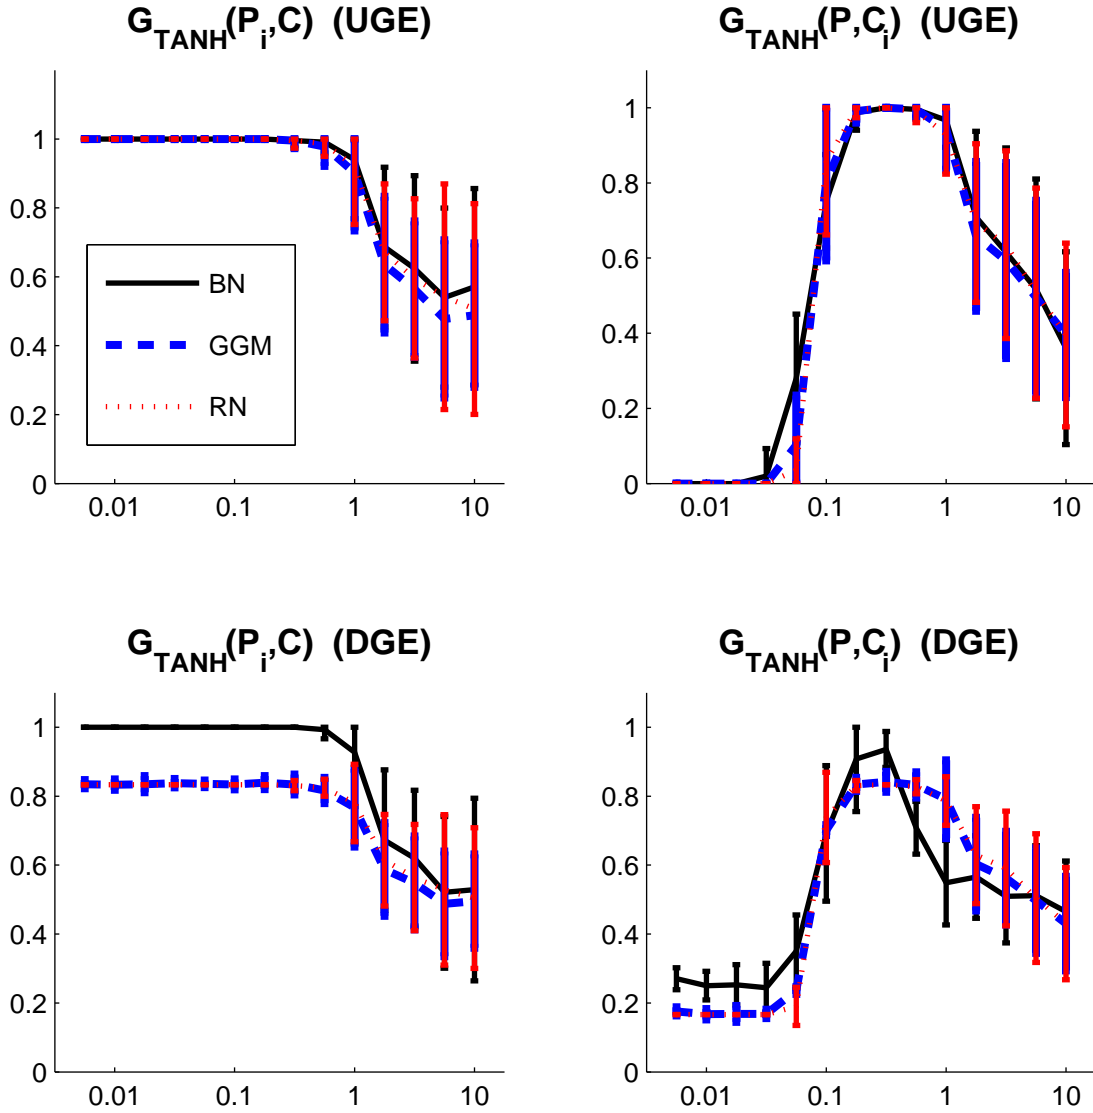 G_TANH(P_i,C) (UGE)
1
0.8
0.6
0.4
0.2
0
BN
GGM
RN
0.01 0.1 1 10
G_TANH(P,C_i) (UGE)
1
0.8
0.6
0.4
0.2
0
0.01 0.1 1 10
G_TANH(P_i,C) (DGE)
1
0.8
0.6
0.4
0.2
0
0.01 0.1 1 10
G_TANH(P,C_i) (DGE)
1
0.8
0.6
0.4
0.2
0
0.01 0.1 1 10